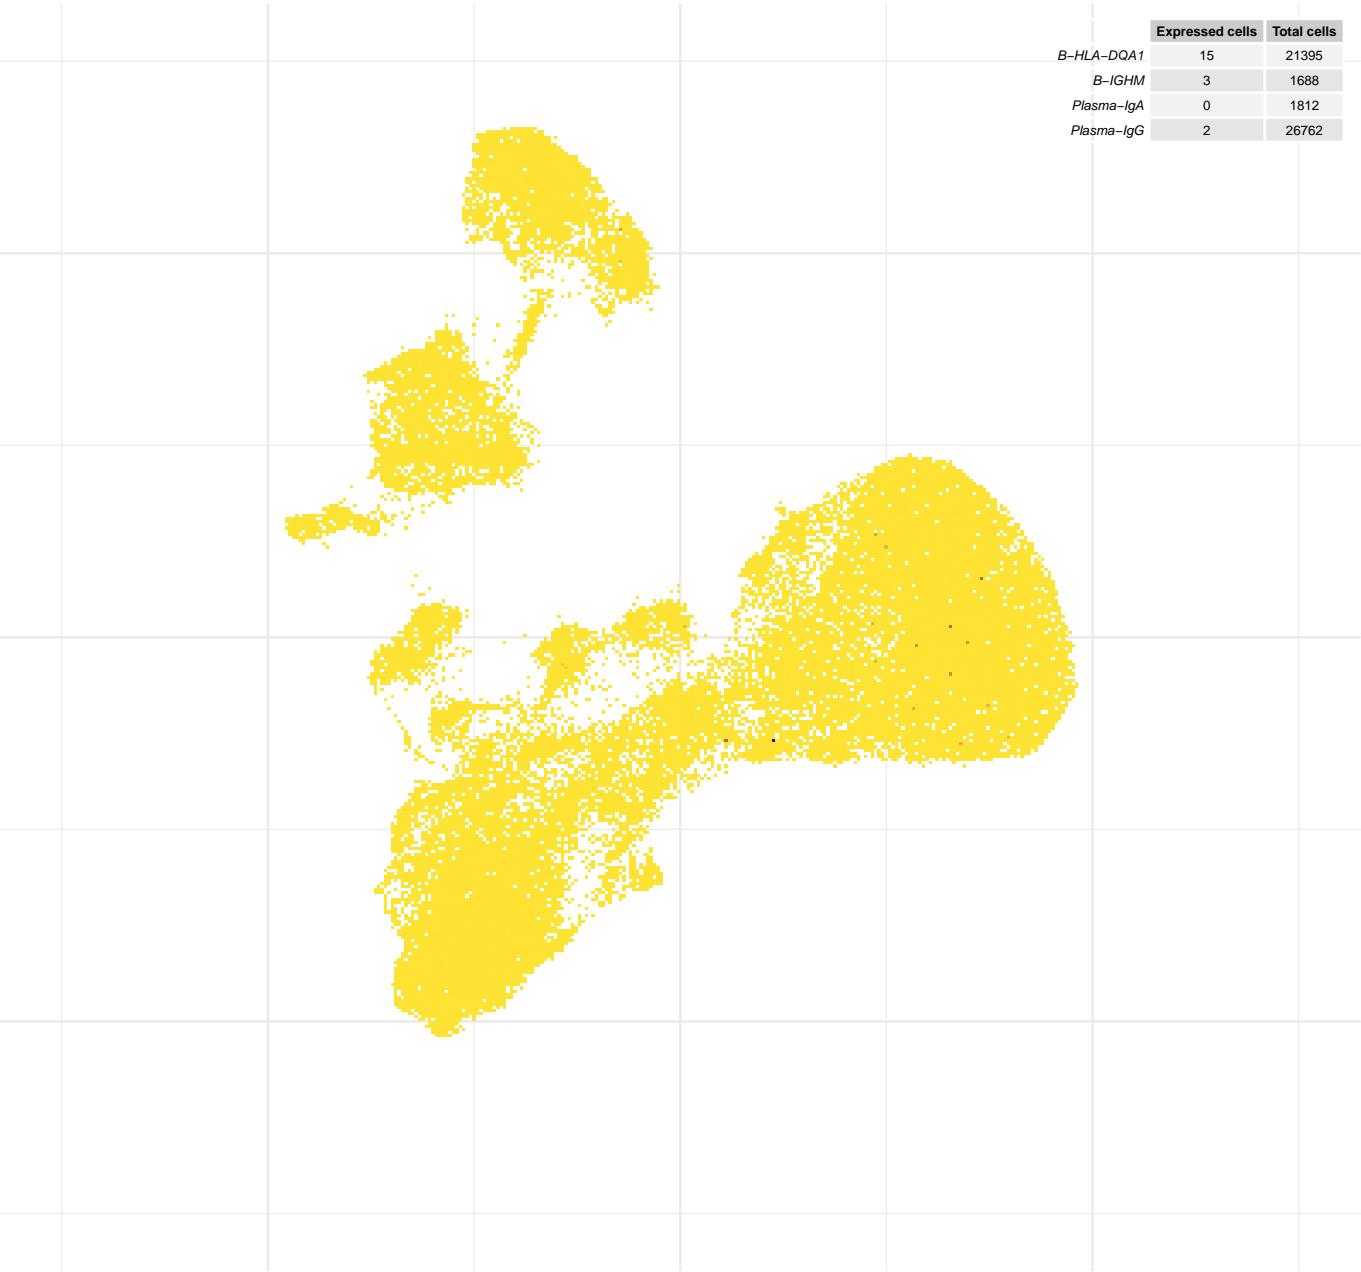 Expressed cells Total cells
B−HLA−DQA1 15 21395
B−IGHM 3 1688
Plasma−IgA 0 1812
Plasma−IgG 2 26762